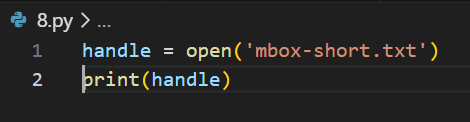 8.py > ...
1 handle = open('mbox-short.txt')
2 print(handle)